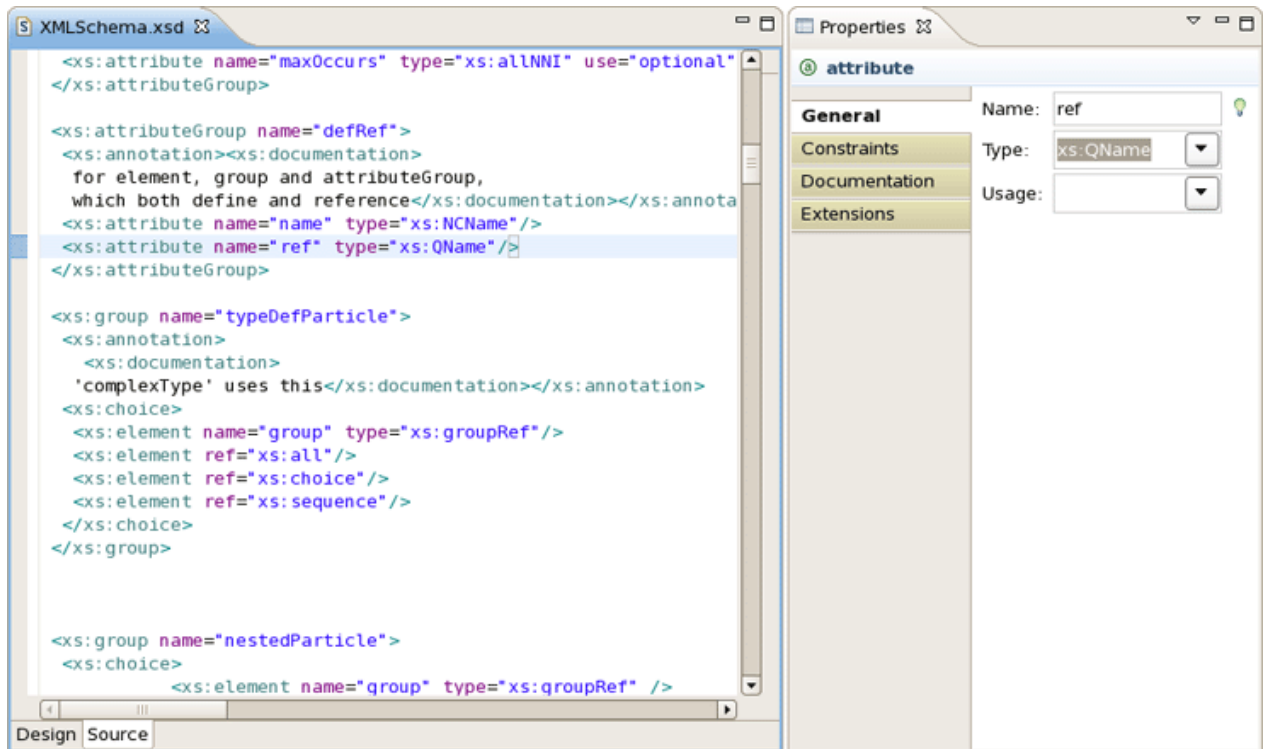 XMLSchema.xsd
<xs:attribute name="maxOccurs" type="xs:allNNI" use="optional"
</xs:attributeGroup>
<xs:attributeGroup name="defRef">
<xs:annotation><xs:documentation>
for element, group and attributeGroup,
which both define and reference</xs:documentation></xs:annota
<xs:attribute name="name" type="xs:NCName"/>
<xs:attribute name="ref" type="xs:QName"/>
</xs:attributeGroup>
<xs:group name="typeDefParticle">
<xs:annotation>
<xs:documentation>
'complexType' uses this</xs:documentation></xs:annotation>
<xs:choice>
<xs:element name="group" type="xs:groupRef"/>
<xs:element ref="xs:all"/>
<xs:element ref="xs:choice"/>
<xs:element ref="xs:sequence"/>
</xs:choice>
</xs:group>
<xs:group name="nestedParticle">
<xs:choice>
<xs:element name="group" type="xs:groupRef" />
Design Source
Properties
attribute
General
Constraints
Documentation
Extensions
Name: ref
Type: xs:QName
Usage: